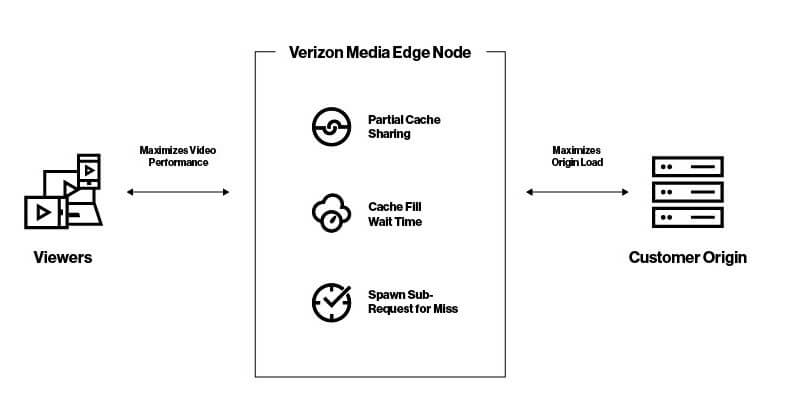 Verizon Media Edge Node
Partial Cache
Sharing
Maximizes Video
Performance
Maximizes
Origin Load
Cache Fill
Wait Time
Viewers
Customer Origin
Spawn Sub-
Request for Miss